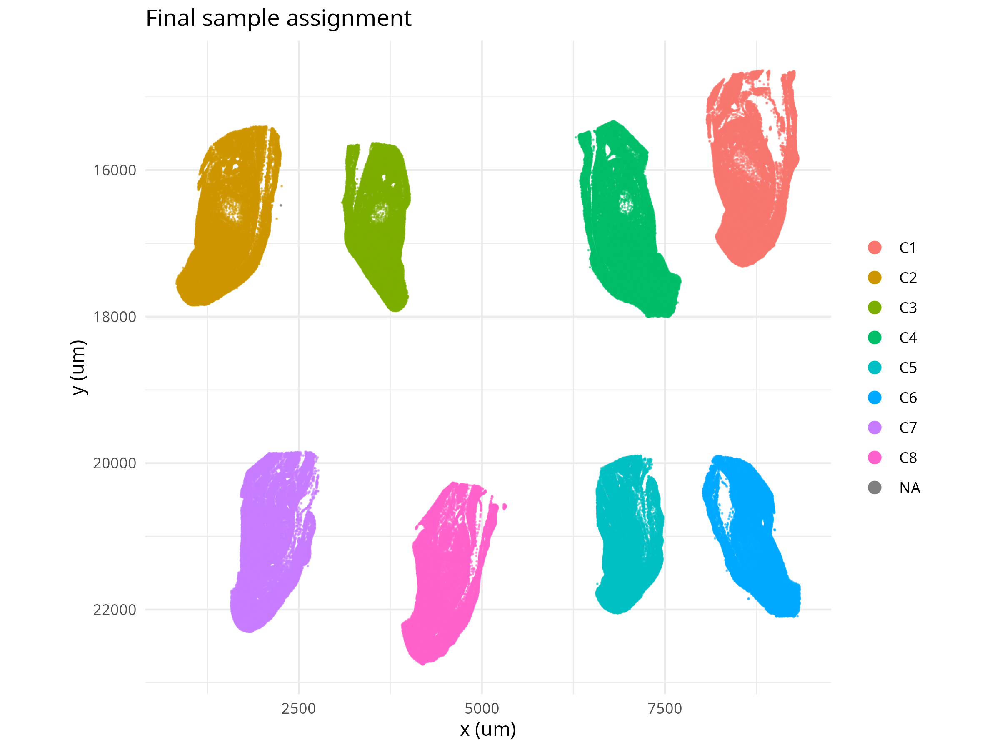 Final sample assignment
16000
18000
20000
22000
y (um)
2500
5000
7500
x (um)
C1
C2
C3
C4
C5
C6
C7
C8
NA